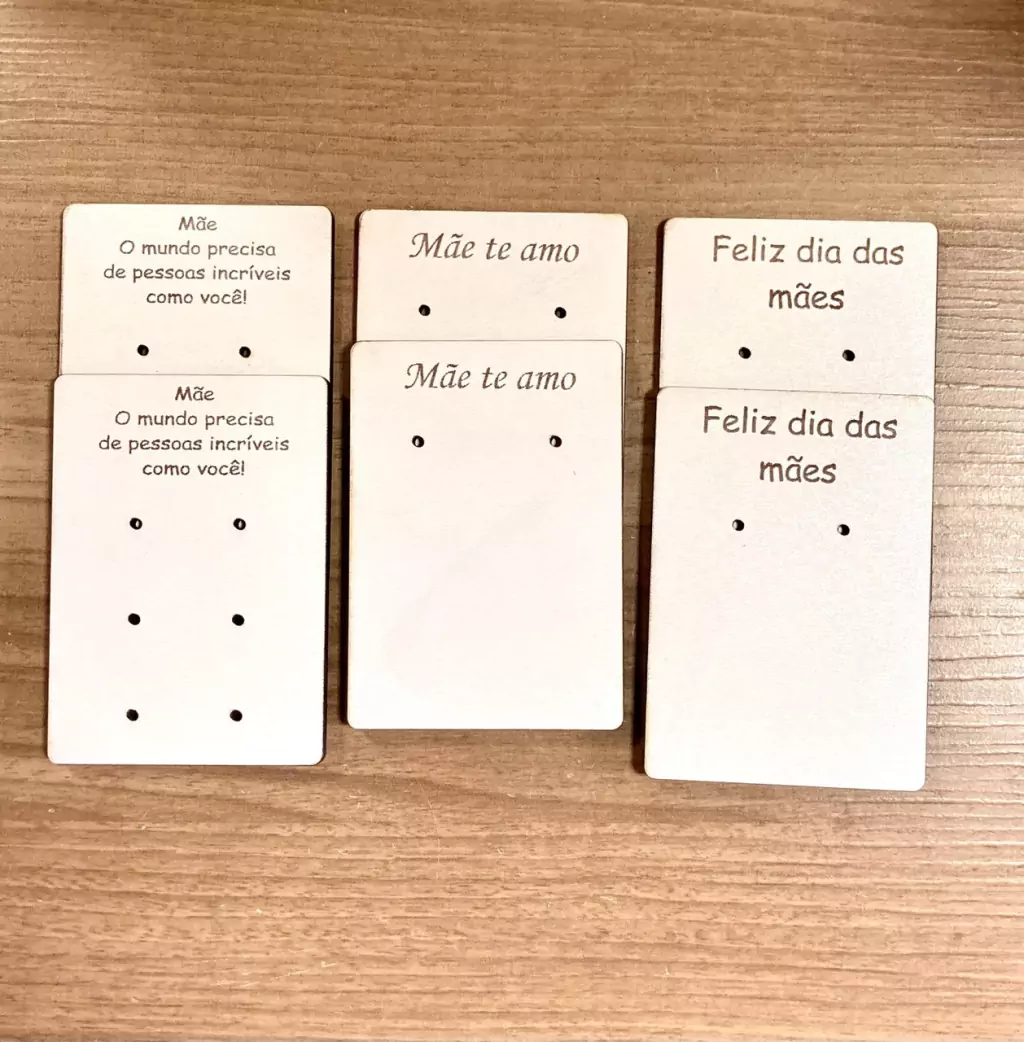 Mãe
O mundo precisa
de pessoas incríveis
como você!
Mãe te amo
Feliz dia das
mães
Mãe
O mundo precisa
de pessoas incríveis
como você!
Mãe te amo
Feliz dia das
mães